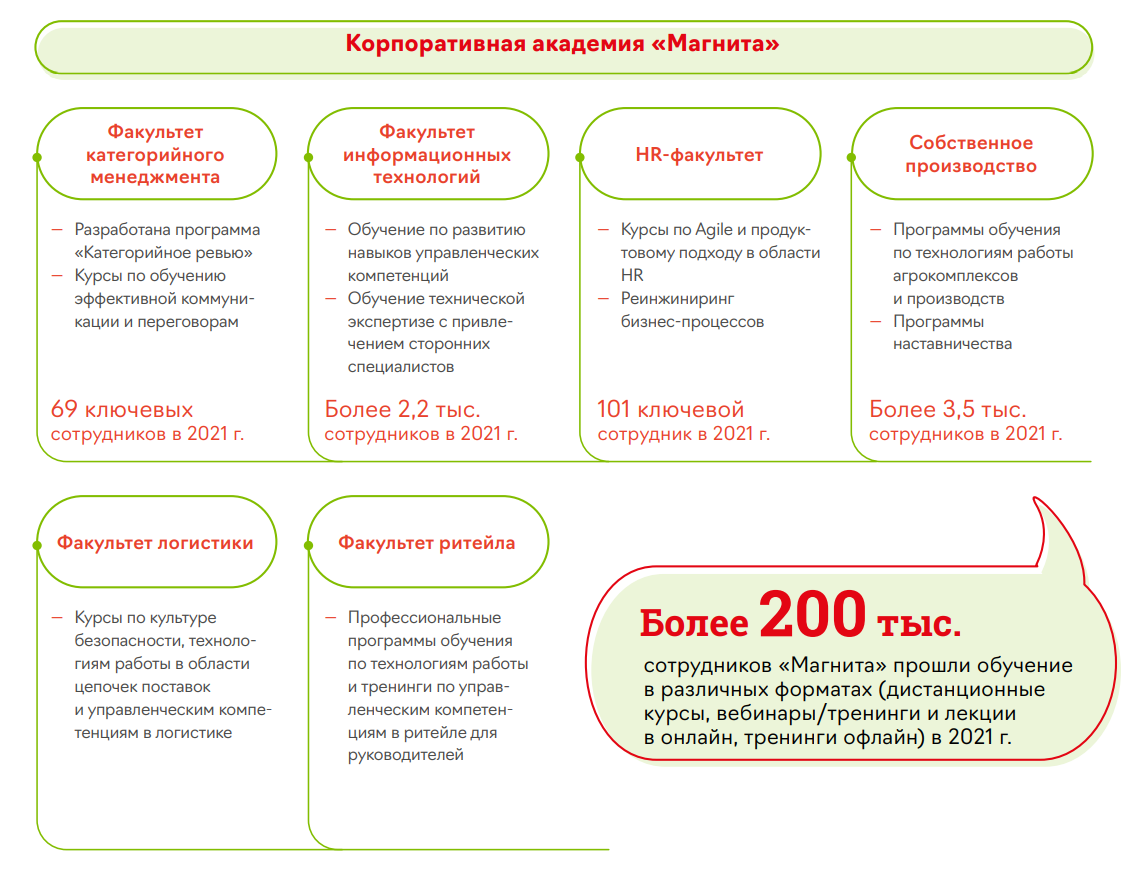 Корпоративная академия «Магнита»
Факультет
категорийного
менеджмента
— Разработана программа
«Категорийное ревью»
— Курсы по обучению
эффективной коммуни-
кации и переговорам
69 ключевых
сотрудников в 2021 г.
Факультет
информационных
технологий
— Обучение по развитию
навыков управленческих
компетенций
— Обучение технической
экспертизе с привле-
чением сторонних
специалистов
Более 2,2 тыс.
сотрудников в 2021 г.
HR-факультет
— Курсы по Agile и продук-
товому подходу в области
HR
— Реинжиниринг
бизнес-процессов
101 ключевой
сотрудник в 2021 г.
Собственное
производство
— Программы обучения
по технологиям работы
агрокомплексов
и производств
— Программы
наставничества
Более 3,5 тыс.
сотрудников в 2021 г.
Факультет логистики
— Курсы по культуре
безопасности, техноло-
гиям работы в области
цепочек поставок
и управленческим компе-
тенциям в логистике
Факультет ритейла
— Профессиональные
программы обучения
по технологиям работы
и тренинги по управ-
ленческим компетен-
циям в ритейле для
руководителей
Более 200 тыс.
сотрудников «Магнита» прошли обучение
в различных форматах (дистанционные
курсы, вебинары/тренинги и лекции
в онлайн, тренинги офлайн) в 2021 г.